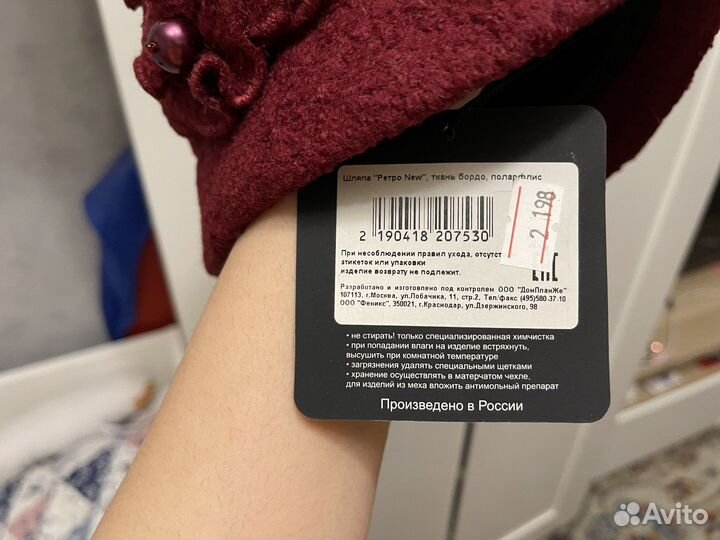 Шляпа "Ретро New", ткань бордо, поларфлис
2 190418 207530
2 198
При несоблюдении правил ухода, отсутст
этикеток или упаковки
изделие возврату не подлежит.
EAC
Разработано и изготовлено под контролем ООО "ДомПланЖе"
107113, г.Москва, ул.Лобачика, 11, стр.2, Тел/факс (495)580-37-10
ООО "Феникс", 350021, г.Краснодар, ул.Дзержинского, 98
• не стирать! только специализированная химчистка
• при попадании влаги на изделие встряхнуть,
высушить при комнатной температуре
• загрязнения удалять специальными щетками
• хранение осуществлять в матерчатом чехле,
для изделий из меха вложить антимольный препарат
Произведено в России
Avito